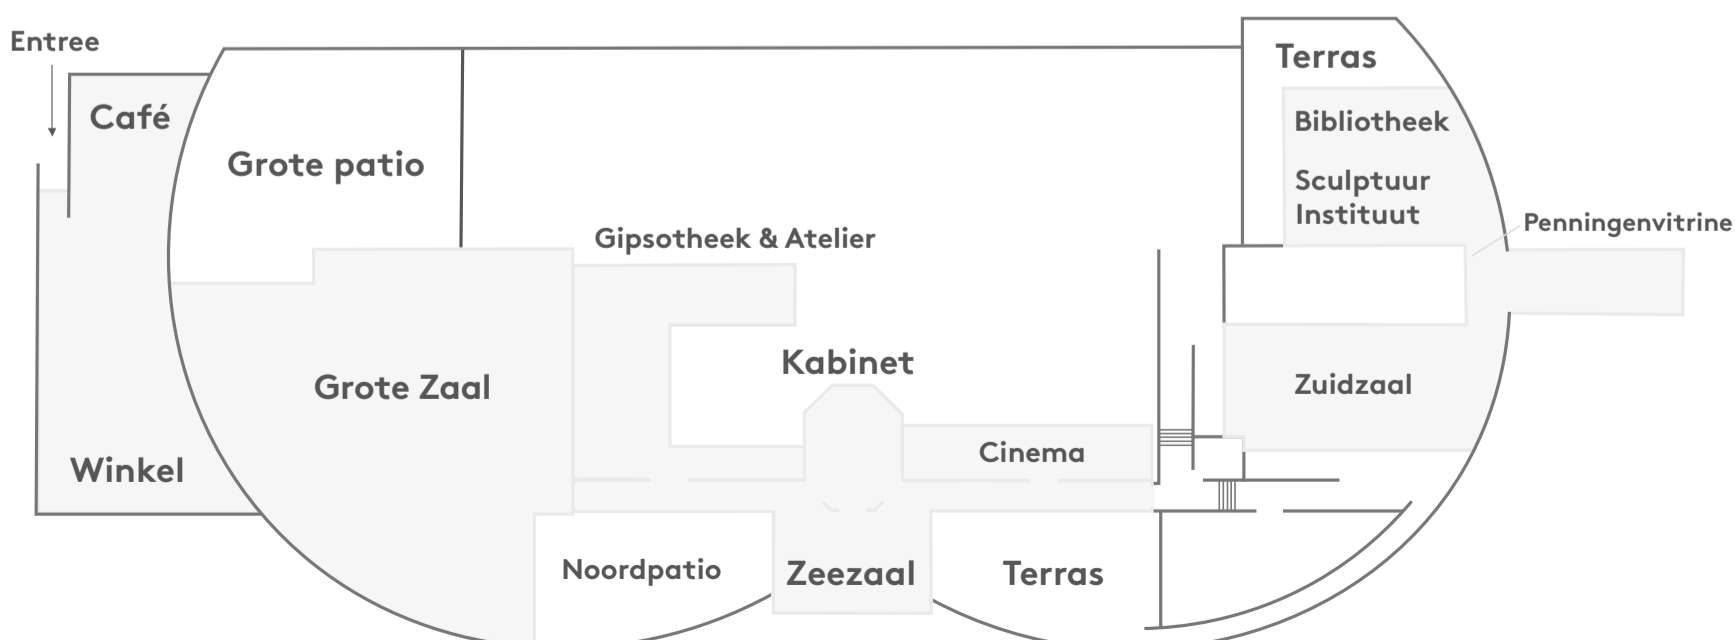 Entree
Café
Grote patio
Terras
Bibliotheek
Sculptuur
Instituut
Penningenvitrine
Gipsotheek & Atelier
Kabinet
Grote Zaal
Zuidzaal
Cinema
Winkel
Noordpatio
Zeezaal
Terras